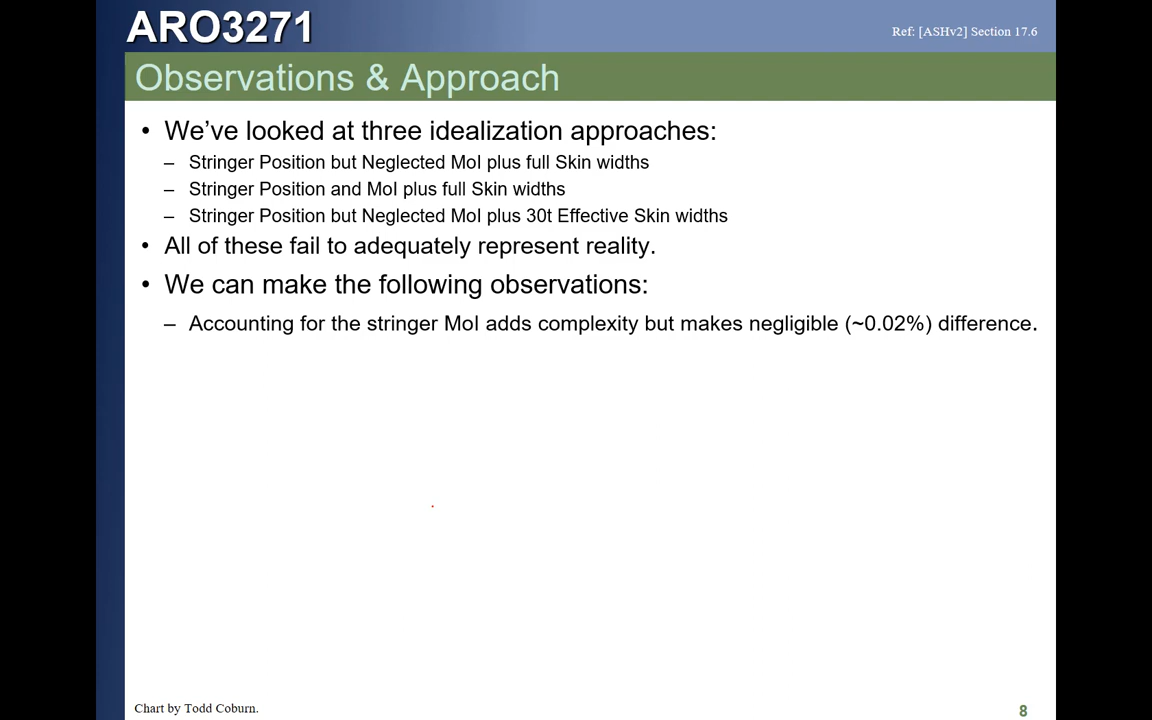 ARO3271
Ref: [ASHv2] Section 17.6
Observations & Approach
• We’ve looked at three idealization approaches:
– Stringer Position but Neglected MoI plus full Skin widths
– Stringer Position and MoI plus full Skin widths
– Stringer Position but Neglected MoI plus 30t Effective Skin widths
• All of these fail to adequately represent reality.
• We can make the following observations:
– Accounting for the stringer MoI adds complexity but makes negligible (~0.02%) difference.
Chart by Todd Coburn.
8